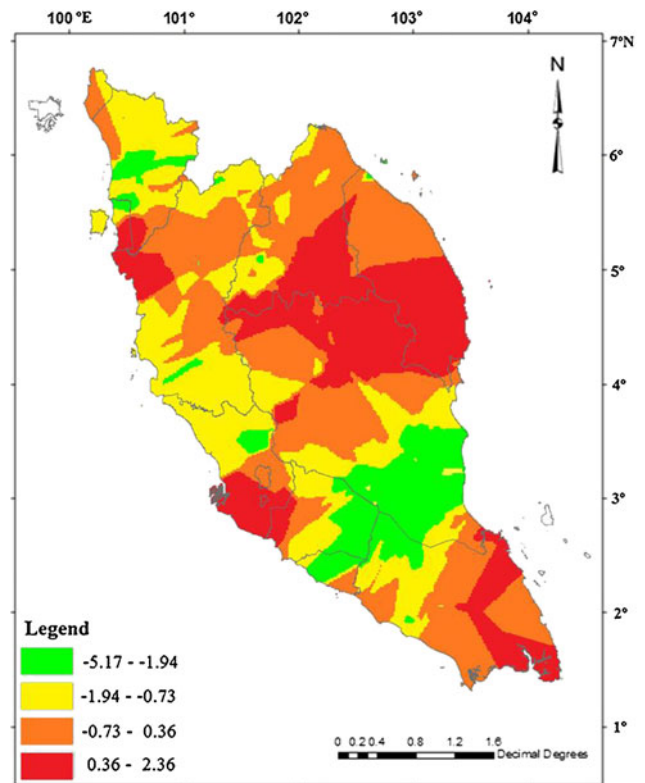 100 °E 101° 102° 103° 104°
7°N
N
6°
5°
4°
3°
2°
1°
Legend
-5.17 - -1.94
-1.94 - -0.73
-0.73 - 0.36
0.36 - 2.36
0 0.20.4 0.8 1.2 1.6
Decimal Degrees